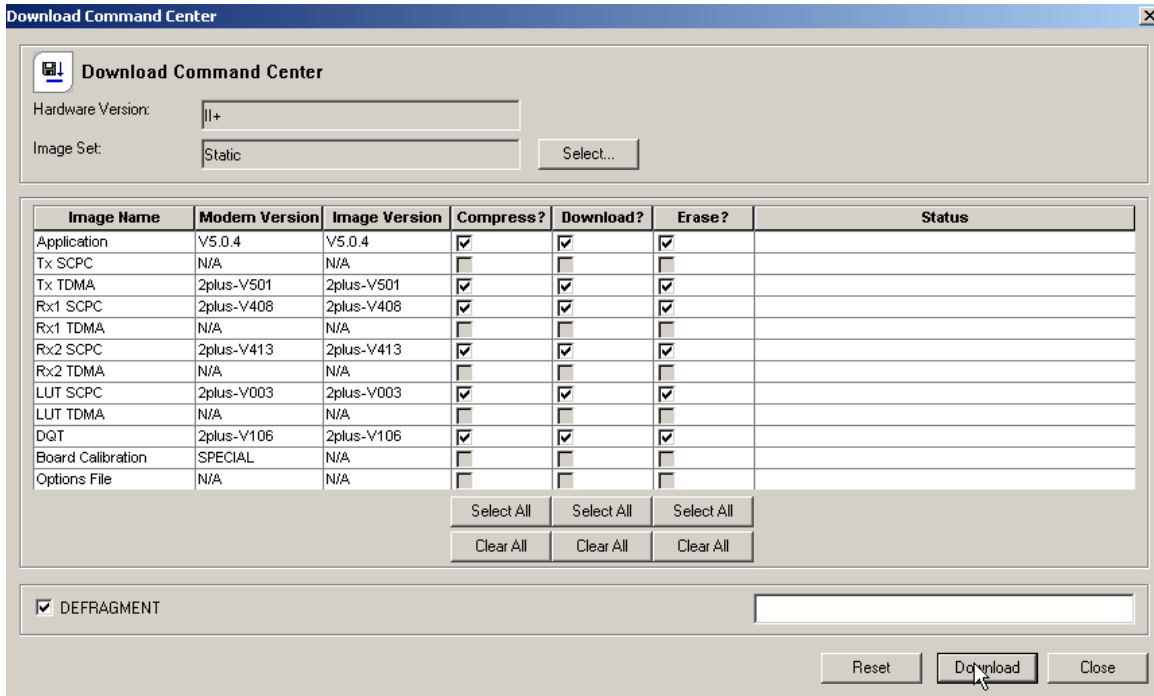 Download Command Center
Download Command Center
Hardware Version: II+
Image Set: Static Select...
Image Name Modem Version Image Version Compress? Download? Erase? Status
Application V5.0.4 V5.0.4
Tx SCPC N/A N/A
Tx TDMA 2plus-V501 2plus-V501
Rx1 SCPC 2plus-V408 2plus-V408
Rx1 TDMA N/A N/A
Rx2 SCPC 2plus-V413 2plus-V413
Rx2 TDMA N/A N/A
LUT SCPC 2plus-V003 2plus-V003
LUT TDMA N/A N/A
DQT 2plus-V106 2plus-V106
Board Calibration SPECIAL N/A
Options File N/A N/A
Select All Select All Select All
Clear All Clear All Clear All
DEFRAGMENT
Reset Download Close